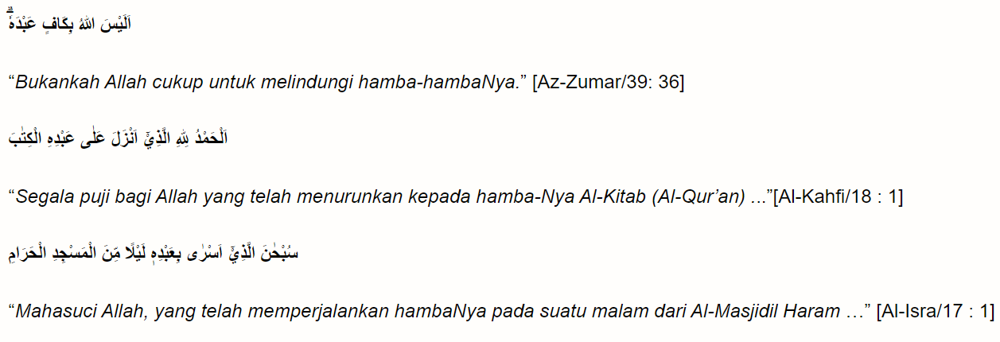 اَلَيْسَ اللّٰهُ بِكَافٍ عَبْدَهٗۗ
“Bukankah Allah cukup untuk melindungi hamba-hambaNya.” [Az-Zumar/39: 36]
اَلْحَمْدُ لِلّٰهِ الَّذِيْٓ اَنْزَلَ عَلٰى عَبْدِهِ الْكِتٰبَ
“Segala puji bagi Allah yang telah menurunkan kepada hamba-Nya Al-Kitab (Al-Qur’an) ...”[Al-Kahfi/18 : 1]
سُبْحٰنَ الَّذِيْٓ اَسْرٰى بِعَبْدِهٖ لَيْلًا مِّنَ الْمَسْجِدِ الْحَرَامِ
“Mahasuci Allah, yang telah memperjalankan hambaNya pada suatu malam dari Al-Masjidil Haram …” [Al-Isra/17 : 1]